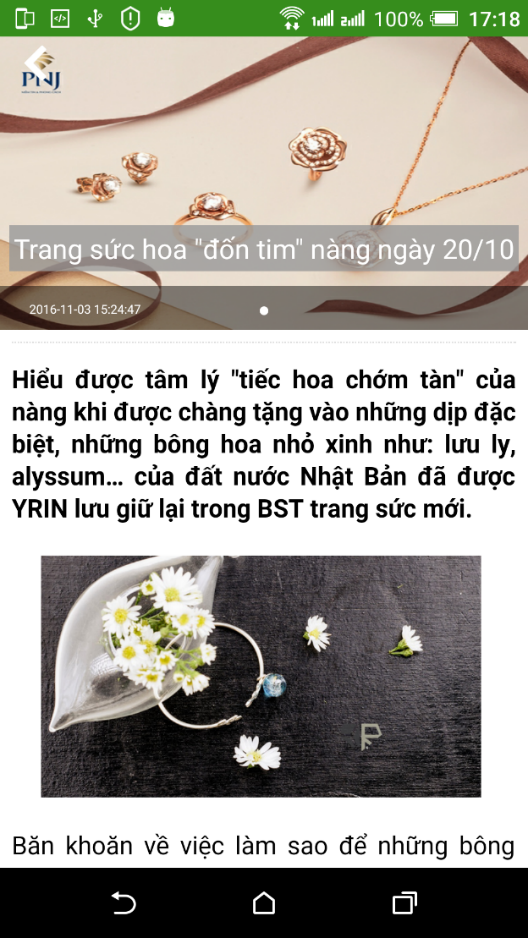 100% 17:18
PNJ
Trang sức hoa "đốn tim" nàng ngày 20/10
2016-11-03 15:24:47
Hiểu được tâm lý "tiếc hoa chớm tàn" của
nàng khi được chàng tặng vào những dịp đặc
biệt, những bông hoa nhỏ xinh như: lưu ly,
alyssum... của đất nước Nhật Bản đã được
YRIN lưu giữ lại trong BST trang sức mới.
Băn khoăn về việc làm sao để những bông